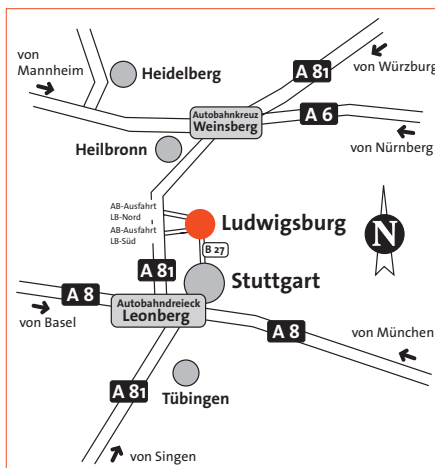 von
Mannheim
Heidelberg
A 81
von Würzburg
Autobahnkreuz
Weinsberg
A 6
Heilbronn
von Nürnberg
AB-Ausfahrt
LB-Nord
AB-Ausfahrt
LB-Süd
Ludwigsburg
N
B 27
A 81
Stuttgart
A 8
Autobahndreieck
Leonberg
von Basel
A 8
von München
A 81
Tübingen
von Singen